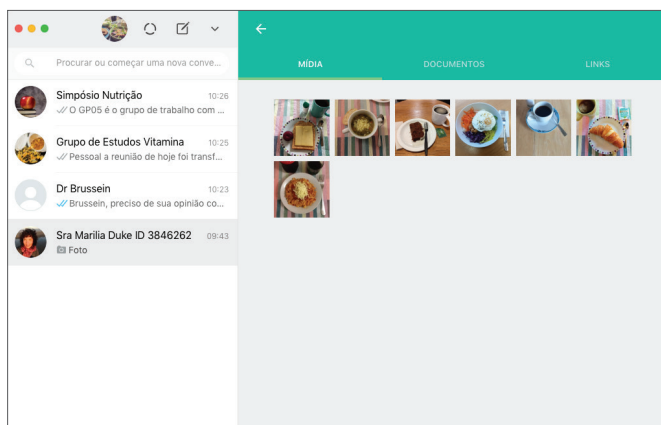 Procurar ou começar uma nova conve...
Simpósio Nutrição 10:26
O GP05 é o grupo de trabalho com ...
Grupo de Estudos Vitamina 10:25
Pessoal a reunião de hoje foi transf...
Dr Brussein 10:23
Brussein, preciso de sua opinião co...
Sra Marilia Duke ID 3846262 09:43
Foto
MÍDIA DOCUMENTOS LINKS